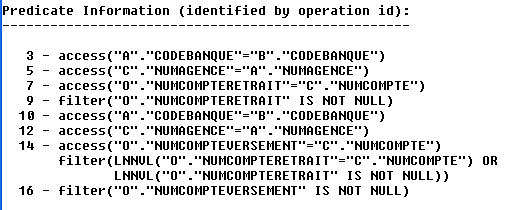 Predicate Information (identified by operation id):
---------------------------------------------------
3 - access("A"."CODEBANQUE"="B"."CODEBANQUE")
5 - access("C"."NUMAGENCE"="A"."NUMAGENCE")
7 - access("O"."NUMCOMPTERETRAIT"="C"."NUMCOMPTE")
9 - filter("O"."NUMCOMPTERETRAIT" IS NOT NULL)
10 - access("A"."CODEBANQUE"="B"."CODEBANQUE")
12 - access("C"."NUMAGENCE"="A"."NUMAGENCE")
14 - access("O"."NUMCOMPTEVERSEMENT"="C"."NUMCOMPTE")
filter(LNNVL("O"."NUMCOMPTERETRAIT"="C"."NUMCOMPTE") OR
LNNVL("O"."NUMCOMPTERETRAIT" IS NOT NULL))
16 - filter("O"."NUMCOMPTEVERSEMENT" IS NOT NULL)